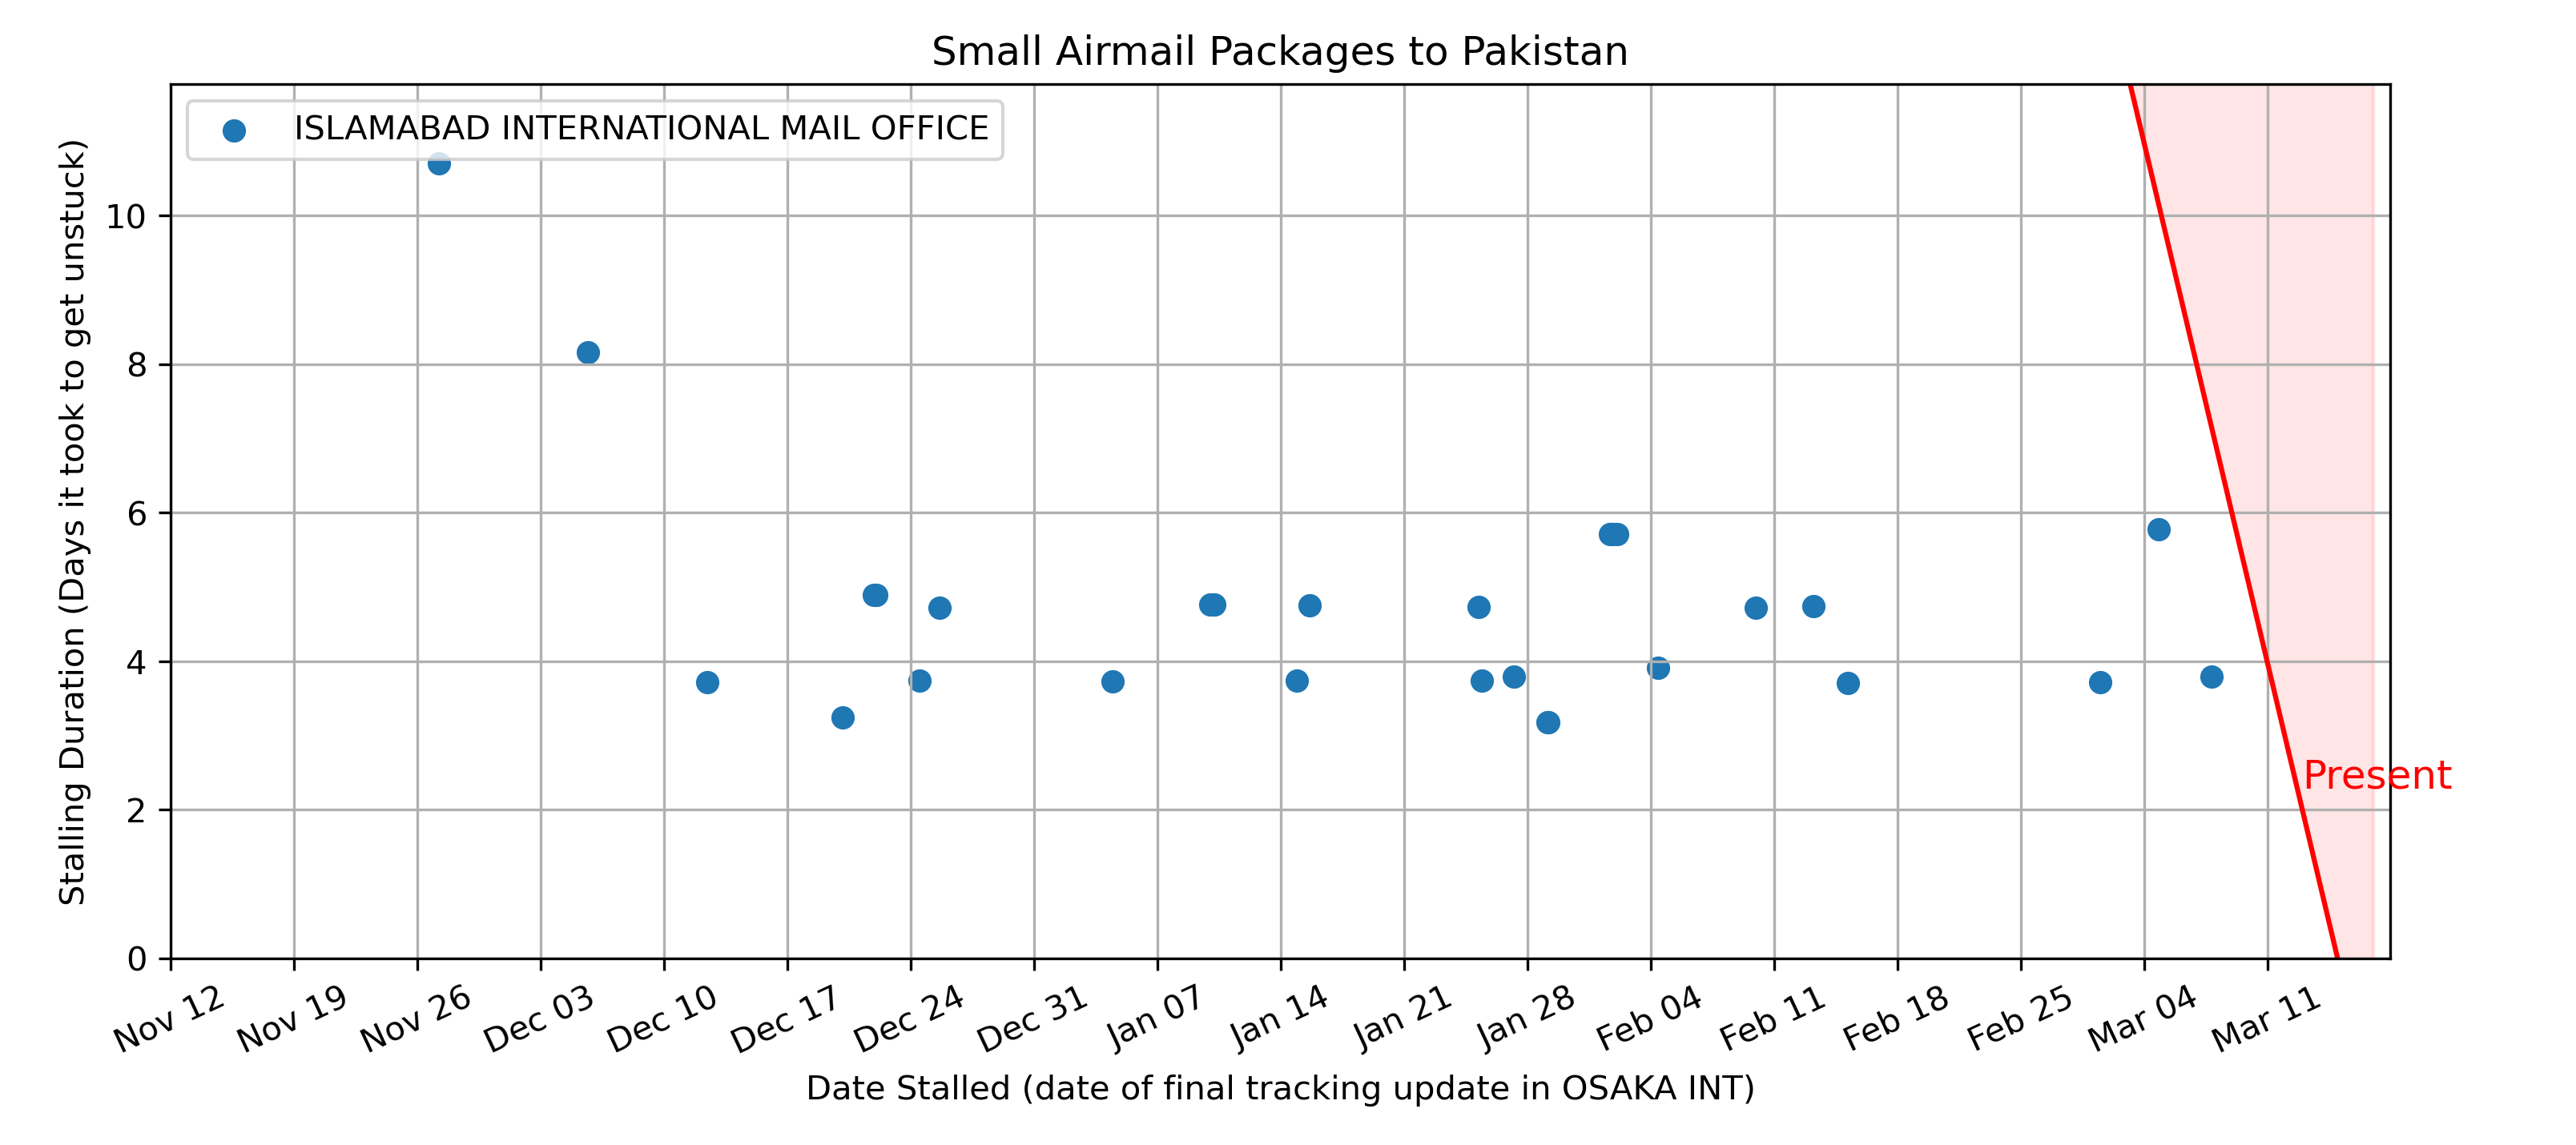 Small Airmail Packages to Pakistan
ISLAMABAD INTERNATIONAL MAIL OFFICE
Stalling Duration (Days it took to get unstuck)
10
8
6
4
2
0
Present
Nov 12
Nov 19
Nov 26
Dec 03
Dec 10
Dec 17
Dec 24
Dec 31
Jan 07
Jan 14
Jan 21
Jan 28
Feb 04
Feb 11
Feb 18
Feb 25
Mar 04
Mar 11
Date Stalled (date of final tracking update in OSAKA INT)